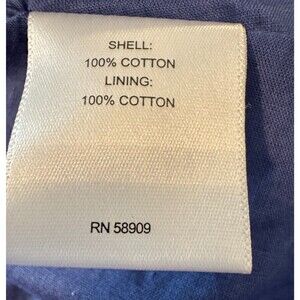 SHELL:
100% COTTON
LINING:
100% COTTON
RN 58909